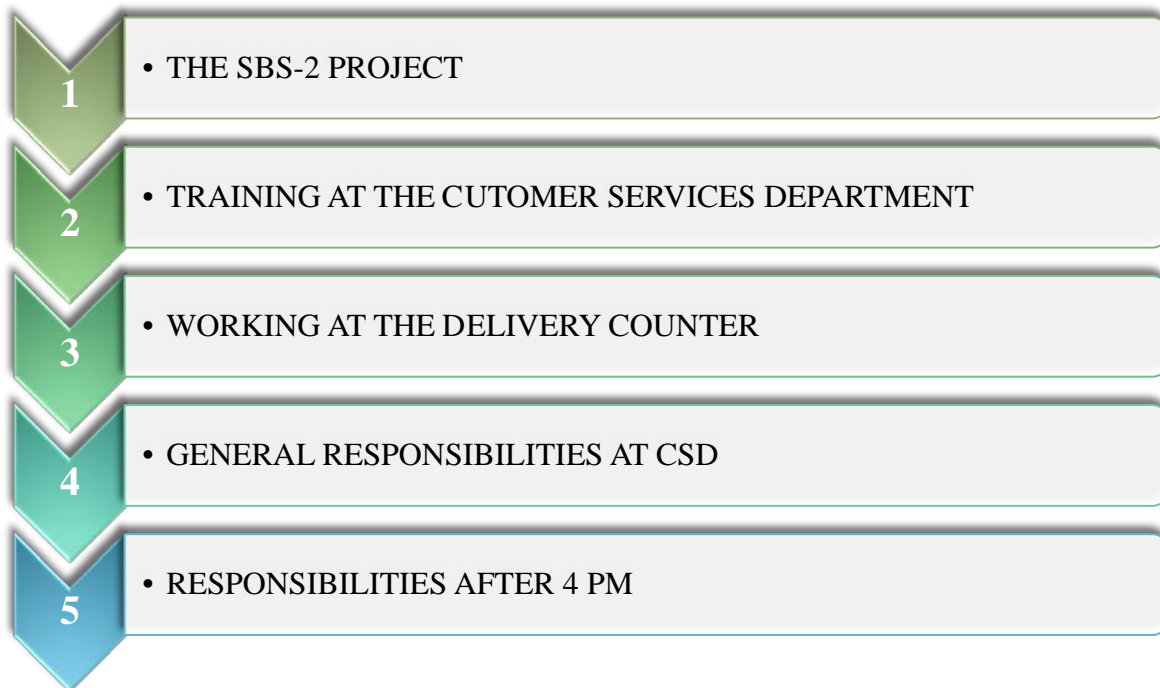 1
• THE SBS-2 PROJECT
2
• TRAINING AT THE CUTOMER SERVICES DEPARTMENT
3
• WORKING AT THE DELIVERY COUNTER
4
• GENERAL RESPONSIBILITIES AT CSD
5
• RESPONSIBILITIES AFTER 4 PM